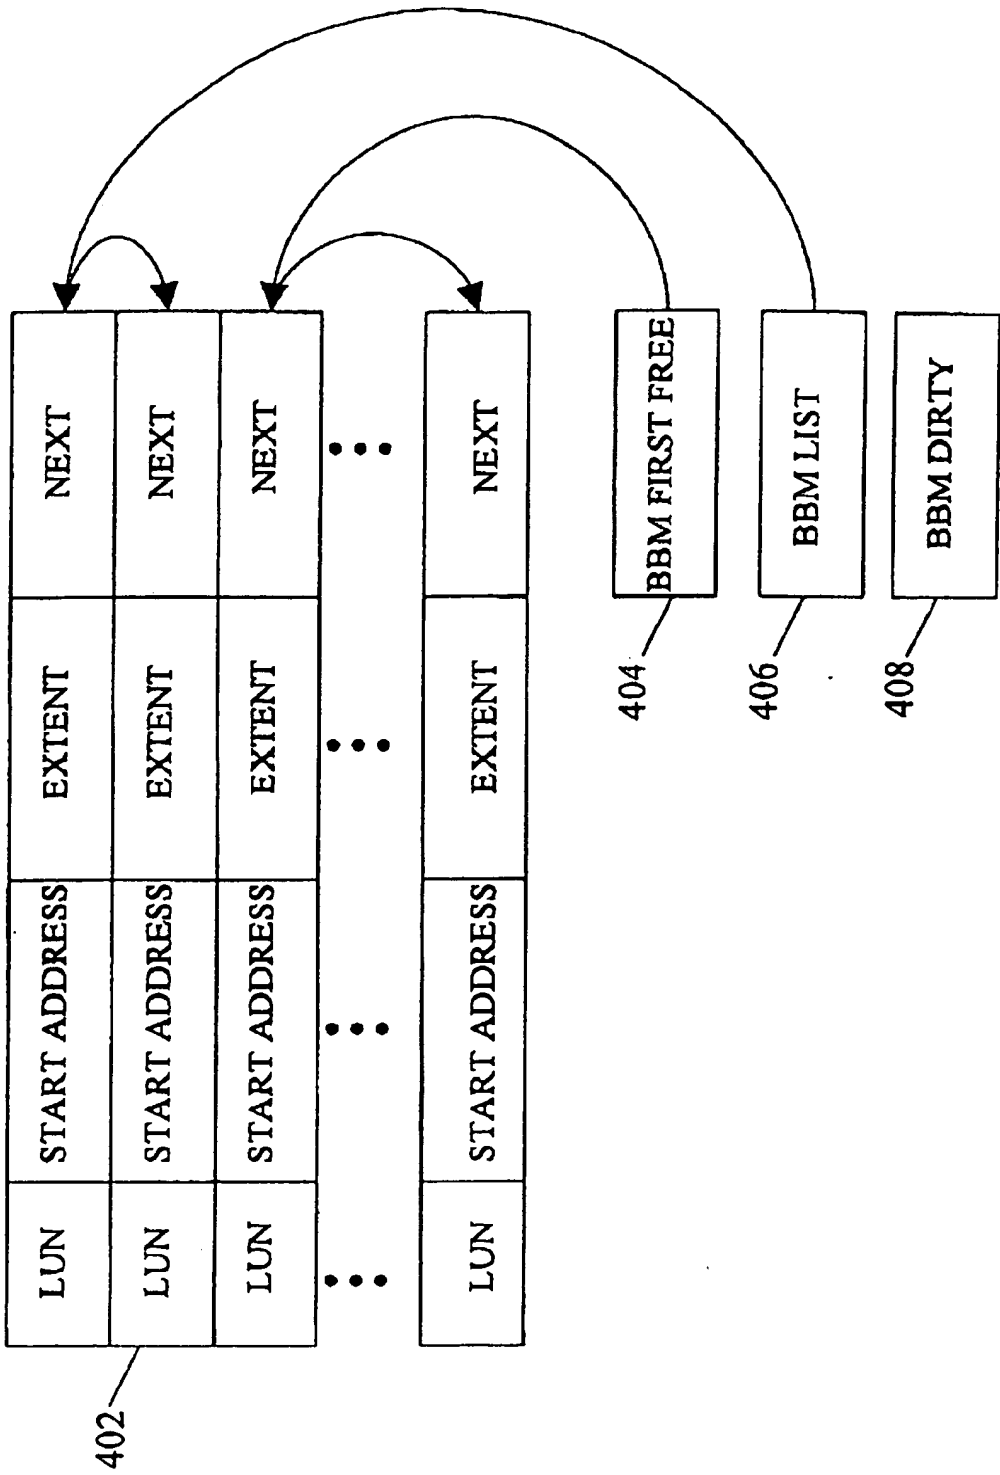 LUN START ADDRESS EXTENT NEXT
LUN START ADDRESS EXTENT NEXT
LUN START ADDRESS EXTENT NEXT
LUN START ADDRESS EXTENT NEXT
402
BBM FIRST FREE
404
BBM LIST
406
BBM DIRTY
408